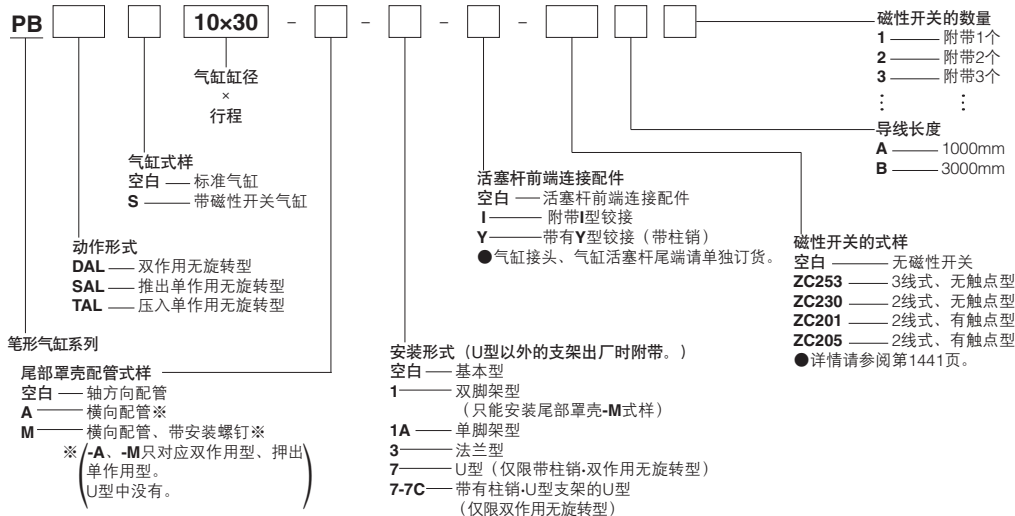 PB 10×30 - - - -
气缸缸径
×
行程
气缸式样
空白 —— 标准气缸
S —— 带磁性开关气缸
动作形式
DAL —— 双作用无旋转型
SAL —— 推出单作用无旋转型
TAL —— 压入单作用无旋转型
笔形气缸系列
尾部罩壳配管式样
空白 —— 轴方向配管
A —— 横向配管※
M —— 横向配管、带安装螺钉※
※ (-A、-M只对应双作用型、押出
单作用型。
U型中没有。)
安装形式（U型以外的支架出厂时附带。）
空白 —— 基本型
1 —— 双脚架型
（只能安装尾部罩壳-M式样）
1A —— 单脚架型
3 —— 法兰型
7 —— U型（仅限带柱销·双作用无旋转型）
7-7C —— 带有柱销·U型支架的U型
（仅限双作用无旋转型）
活塞杆前端连接配件
空白 —— 活塞杆前端连接配件
I —— 附带I型铰接
Y —— 带有Y型铰接（带柱销）
●气缸接头、气缸活塞杆尾端请单独订货。
磁性开关的式样
空白 —— 无磁性开关
ZC253 —— 3线式、无触点型
ZC230 —— 2线式、无触点型
ZC201 —— 2线式、有触点型
ZC205 —— 2线式、有触点型
●详情请参阅第1441页。
导线长度
A —— 1000mm
B —— 3000mm
磁性开关的数量
1 —— 附带1个
2 —— 附带2个
3 —— 附带3个
⋮ ⋮